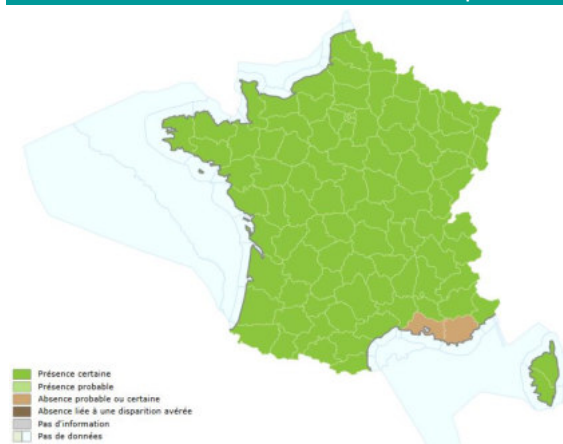 Présence certaine
Présence probable
Absence probable ou certaine
Absence liée à une disparition avérée
Pas d'information
Pas de données